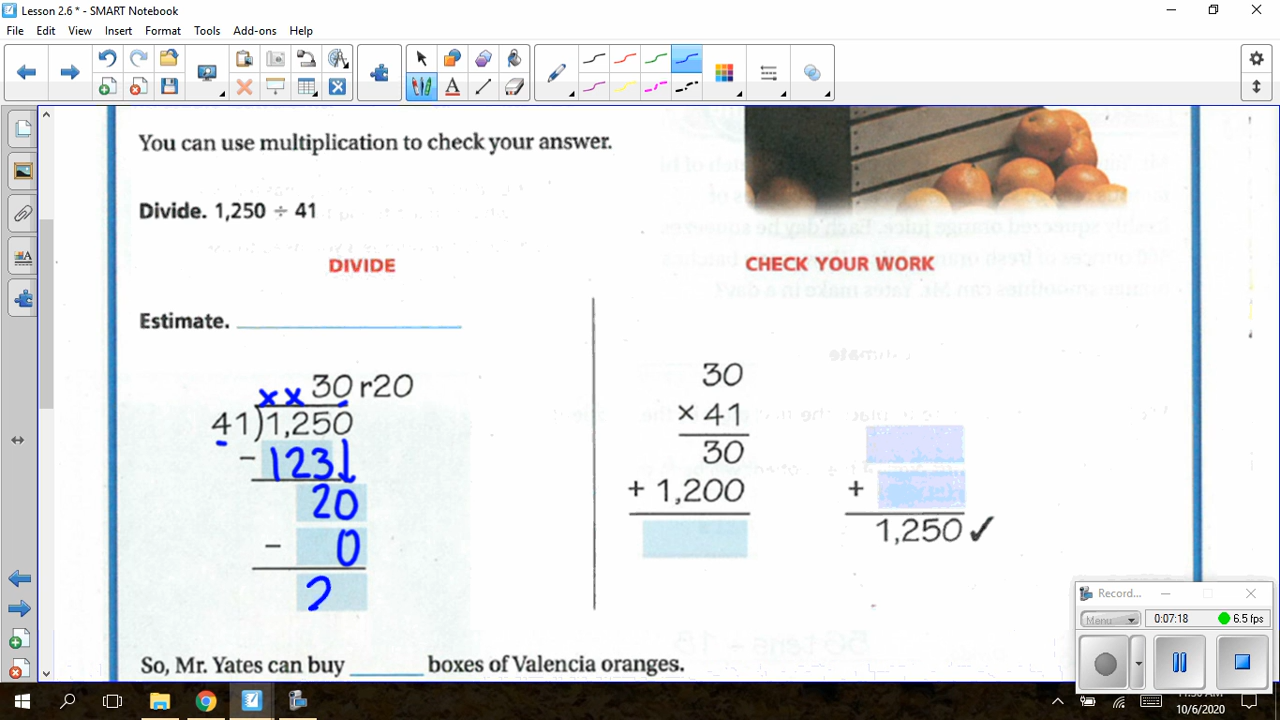 Lesson 2.6 * - SMART Notebook
File Edit View Insert Format Tools Add-ons Help
You can use multiplication to check your answer.
Divide. 1,250 ÷ 41
DIVIDE
CHECK YOUR WORK
Estimate.
x x 30 r20
41)1,250
- 123↓
20
- 0
2
30
× 41
30
+ 1,200
+
1,250 ✓
So, Mr. Yates can buy ______ boxes of Valencia oranges.
Record...
Menu 0:07:18 6.5 fps
10/6/2020